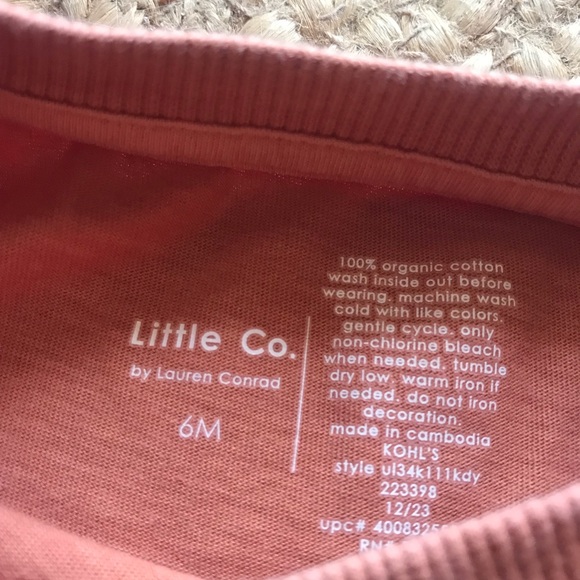 Little Co.
by Lauren Conrad
6M
100% organic cotton
wash inside out before
wearing. machine wash
cold with like colors.
gentle cycle. only
non-chlorine bleach
when needed. tumble
dry low. warm iron if
needed. do not iron
decoration.
made in cambodia
KOHL'S
style ul34k111kdy
223398
12/23
upc#
RN#